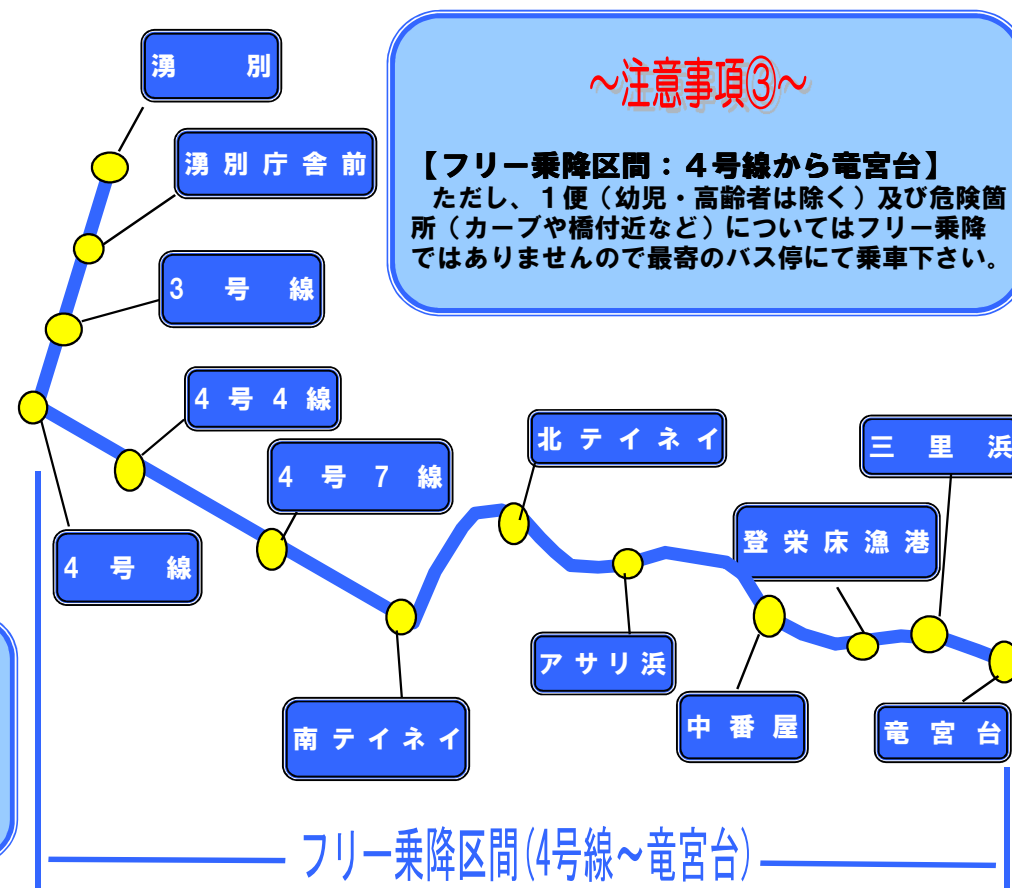 湧別
～注意事項③～
湧別庁舎前
【フリー乗降区間：４号線から竜宮台】
ただし、１便（幼児・高齢者は除く）及び危険箇
所（カーブや橋付近など）についてはフリー乗降
ではありませんので最寄のバス停にて乗車下さい。
3号線
4号4線
北テイネイ
三里浜
4号7線
登栄床漁港
4号線
アサリ浜
中番屋
竜宮台
南テイネイ
フリー乗降区間(4号線～竜宮台)